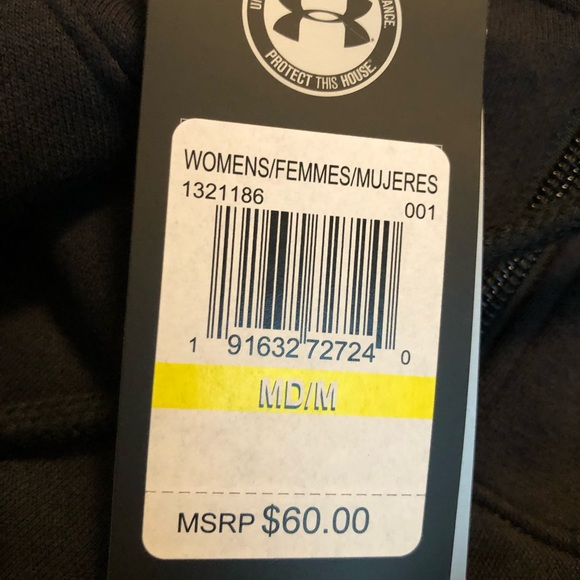 PROTECT THIS HOUSE
WOMENS/FEMMES/MUJERES
1321186
001
1 91632 72724 0
MD/M
MSRP $60.00